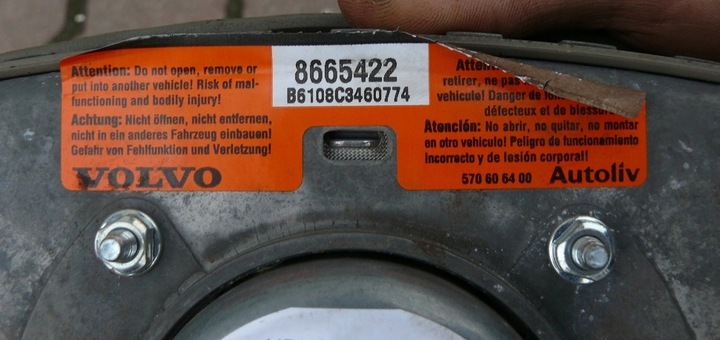 Attention: Do not open, remove or
put into another vehicle! Risk of mal-
functioning and bodily injury!
Achtung: Nicht öffnen, nicht entfernen,
nicht in ein anderes Fahrzeug einbauen!
Gefahr von Fehlfunktion und Verletzung!
VOLVO
8665422
B6108C3460774
retirer, ne pas
vehicule! Danger de
défecteux et de blessure
Atención: No abrir, no quitar, no montar
en otro vehiculo! Peligro de funcionamiento
Incorrecto y de lesión corporal!
570 60 64 00 Autoliv